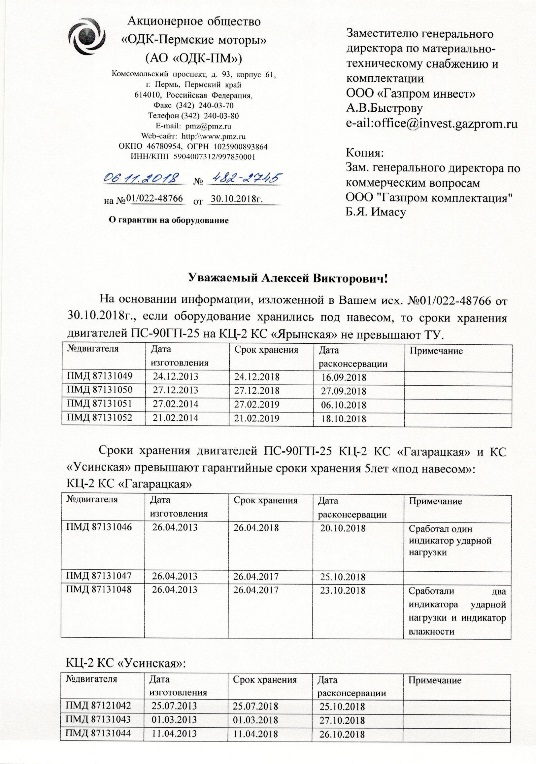 Акционерное общество
«ОДК-Пермские моторы»
(АО «ОДК-ПМ»)
Комсомольский проспект, д. 93, корпус 61,
г. Пермь, Пермский край
614010, Российская Федерация,
Факс (342) 240-03-70
Телефон (342) 240-03-80
E-mail: pmz@pmz.ru
Web-сайт: http:\\www.pmz.ru
ОКПО 46780954, ОГРН 1025900893864
ИНН/КПП 5904007312/997850001
06.11.2018 № 482-2745
на №01/022-48766 от 30.10.2018г.
О гарантии на оборудование
Заместителю генерального
директора по материально-
техническому снабжению и
комплектации
ООО «Газпром инвест»
А.В.Быстрову
e-ail:office@invest.gazprom.ru
Копия:
Зам. генерального директора по
коммерческим вопросам
ООО "Газпром комплектация"
Б.Я. Имасу
Уважаемый Алексей Викторович!
На основании информации, изложенной в Вашем исх. №01/022-48766 от
30.10.2018г., если оборудование хранились под навесом, то сроки хранения
двигателей ПС-90ГП-25 на КЦ-2 КС «Ярынская» не превышают ТУ.
№двигателя Дата Срок хранения Дата Примечание
изготовления расконсервации
ПМД 87131049 24.12.2013 24.12.2018 16.09.2018
ПМД 87131050 27.12.2013 27.12.2018 27.09.2018
ПМД 87131051 27.02.2014 27.02.2019 06.10.2018
ПМД 87131052 21.02.2014 21.02.2019 18.10.2018
Сроки хранения двигателей ПС-90ГП-25 КЦ-2 КС «Гагарацкая» и КС
«Усинская» превышают гарантийные сроки хранения 5лет «под навесом»:
КЦ-2 КС «Гагарацкая»
№двигателя Дата Срок хранения Дата Примечание
изготовления расконсервации
ПМД 87131046 26.04.2013 26.04.2018 20.10.2018 Сработал один
индикатор ударной
нагрузки
ПМД 87131047 26.04.2013 26.04.2017 25.10.2018
ПМД 87131048 26.04.2013 26.04.2017 23.10.2018 Сработали два
индикатора ударной
нагрузки и индикатор
влажности
КЦ-2 КС «Усинская»:
№двигателя Дата Срок хранения Дата Примечание
изготовления расконсервации
ПМД 87121042 25.07.2013 25.07.2018 25.10.2018
ПМД 87131043 01.03.2013 01.03.2018 27.10.2018
ПМД 87131044 11.04.2013 11.04.2018 26.10.2018